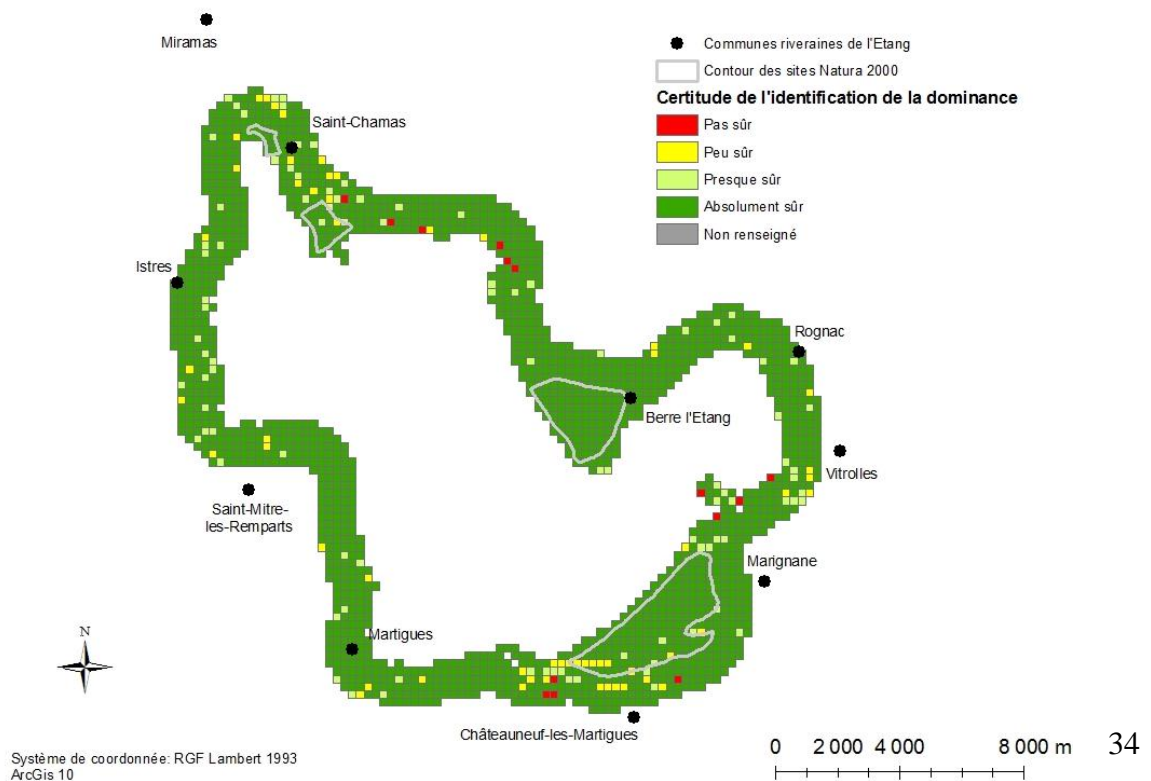 Miramas
Communes riveraines de l'Etang
Contour des sites Natura 2000
Certitude de l'identification de la dominance
Pas sûr
Peu sûr
Presque sûr
Absolument sûr
Non renseigné
Saint-Chamas
Istres
Rognac
Berre l'Etang
Vitrolles
Saint-Mitre-
les-Remparts
Marignane
N
Martigues
Châteauneuf-les-Martigues
Système de coordonnée: RGF Lambert 1993
ArcGis 10
0 2 000 4 000 8 000 m
34